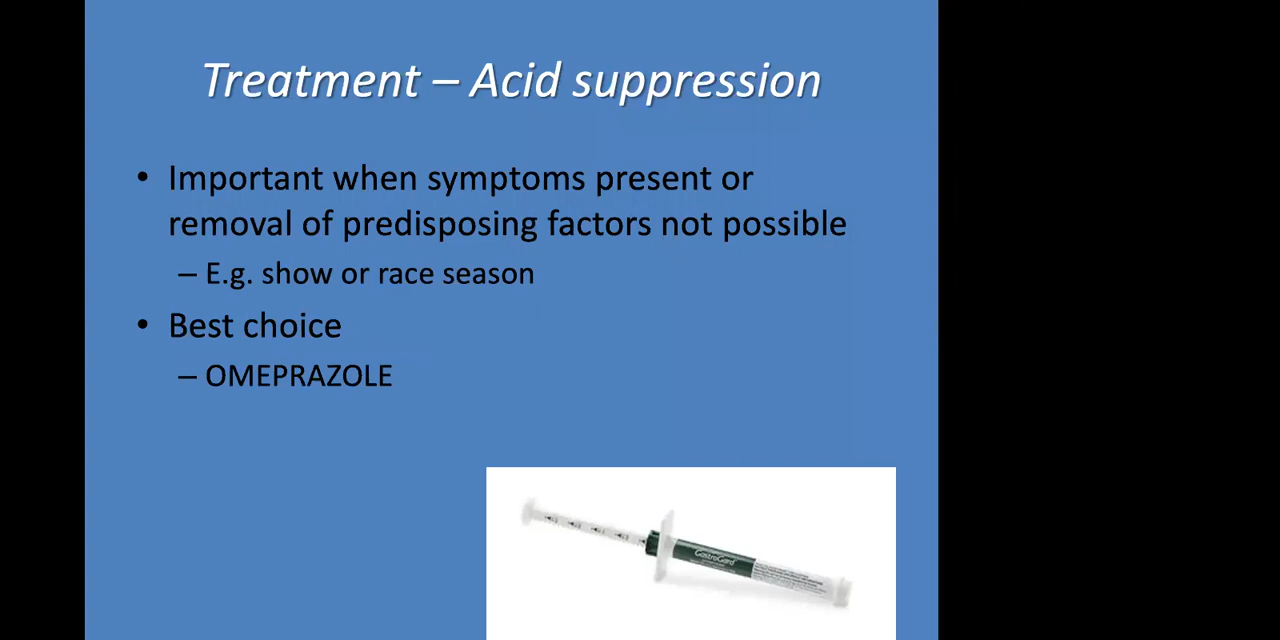 Treatment – Acid suppression
• Important when symptoms present or
removal of predisposing factors not possible
– E.g. show or race season
• Best choice
– OMEPRAZOLE
GastroGard